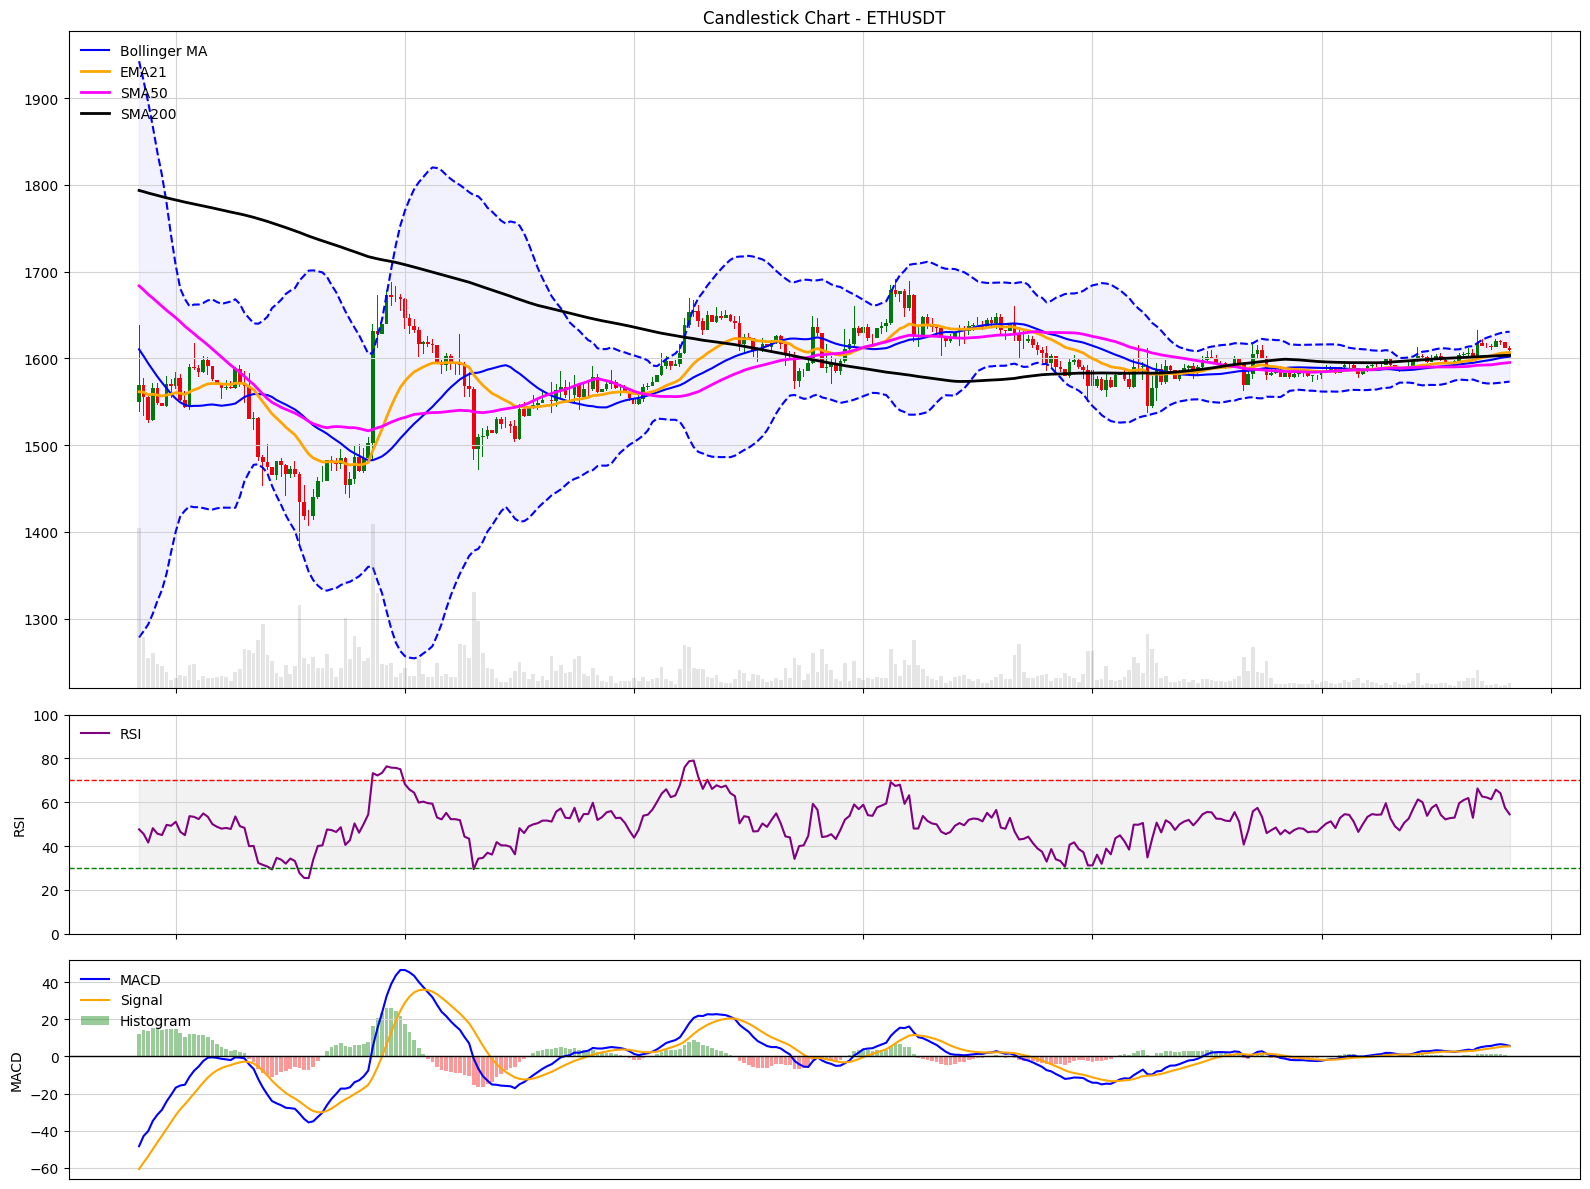 Candlestick Chart - ETHUSDT
Bollinger MA
EMA21
SMA50
SMA200
1900
1800
1700
1600
1500
1400
1300
RSI
RSI
100
80
60
40
20
0
MACD
Signal
Histogram
MACD
40
20
0
−20
−40
−60